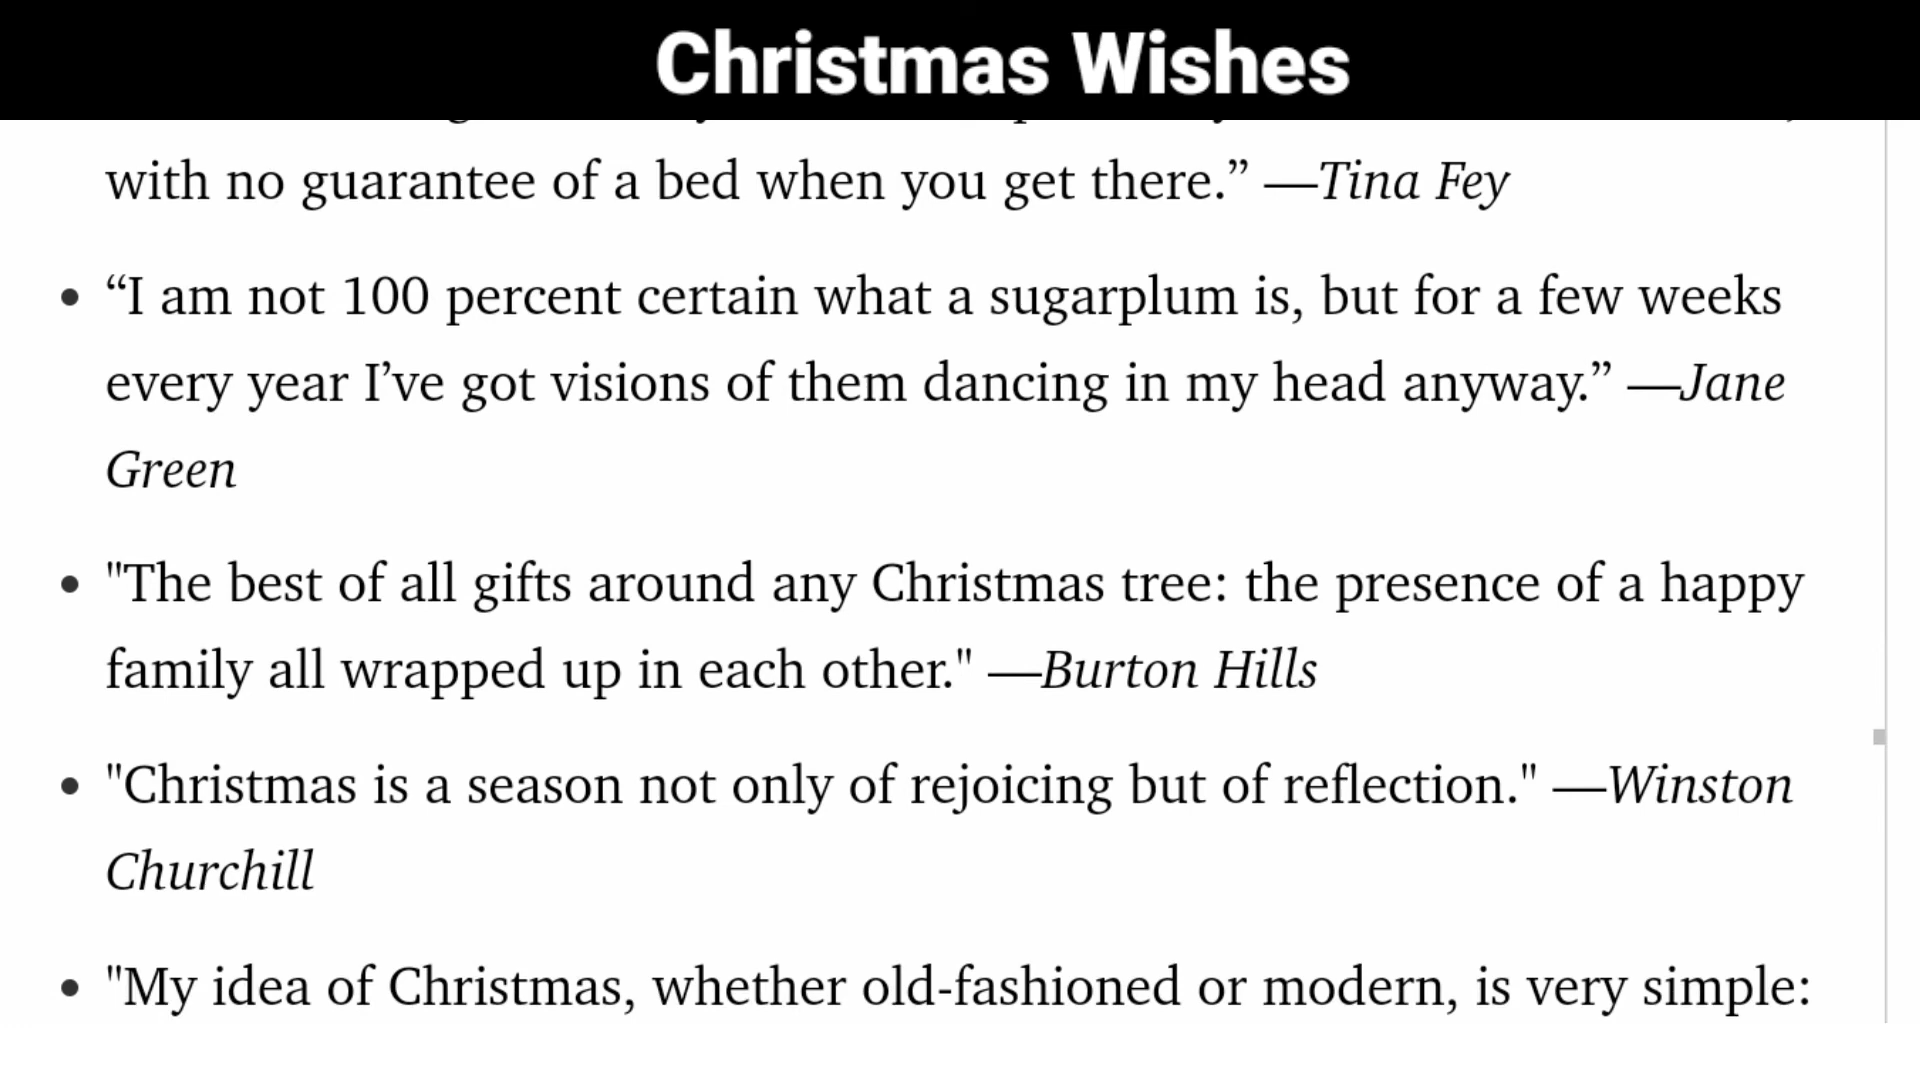 Christmas Wishes
with no guarantee of a bed when you get there.” —Tina Fey
• “I am not 100 percent certain what a sugarplum is, but for a few weeks
every year I’ve got visions of them dancing in my head anyway.” —Jane
Green
• "The best of all gifts around any Christmas tree: the presence of a happy
family all wrapped up in each other." —Burton Hills
• "Christmas is a season not only of rejoicing but of reflection." —Winston
Churchill
• "My idea of Christmas, whether old-fashioned or modern, is very simple: